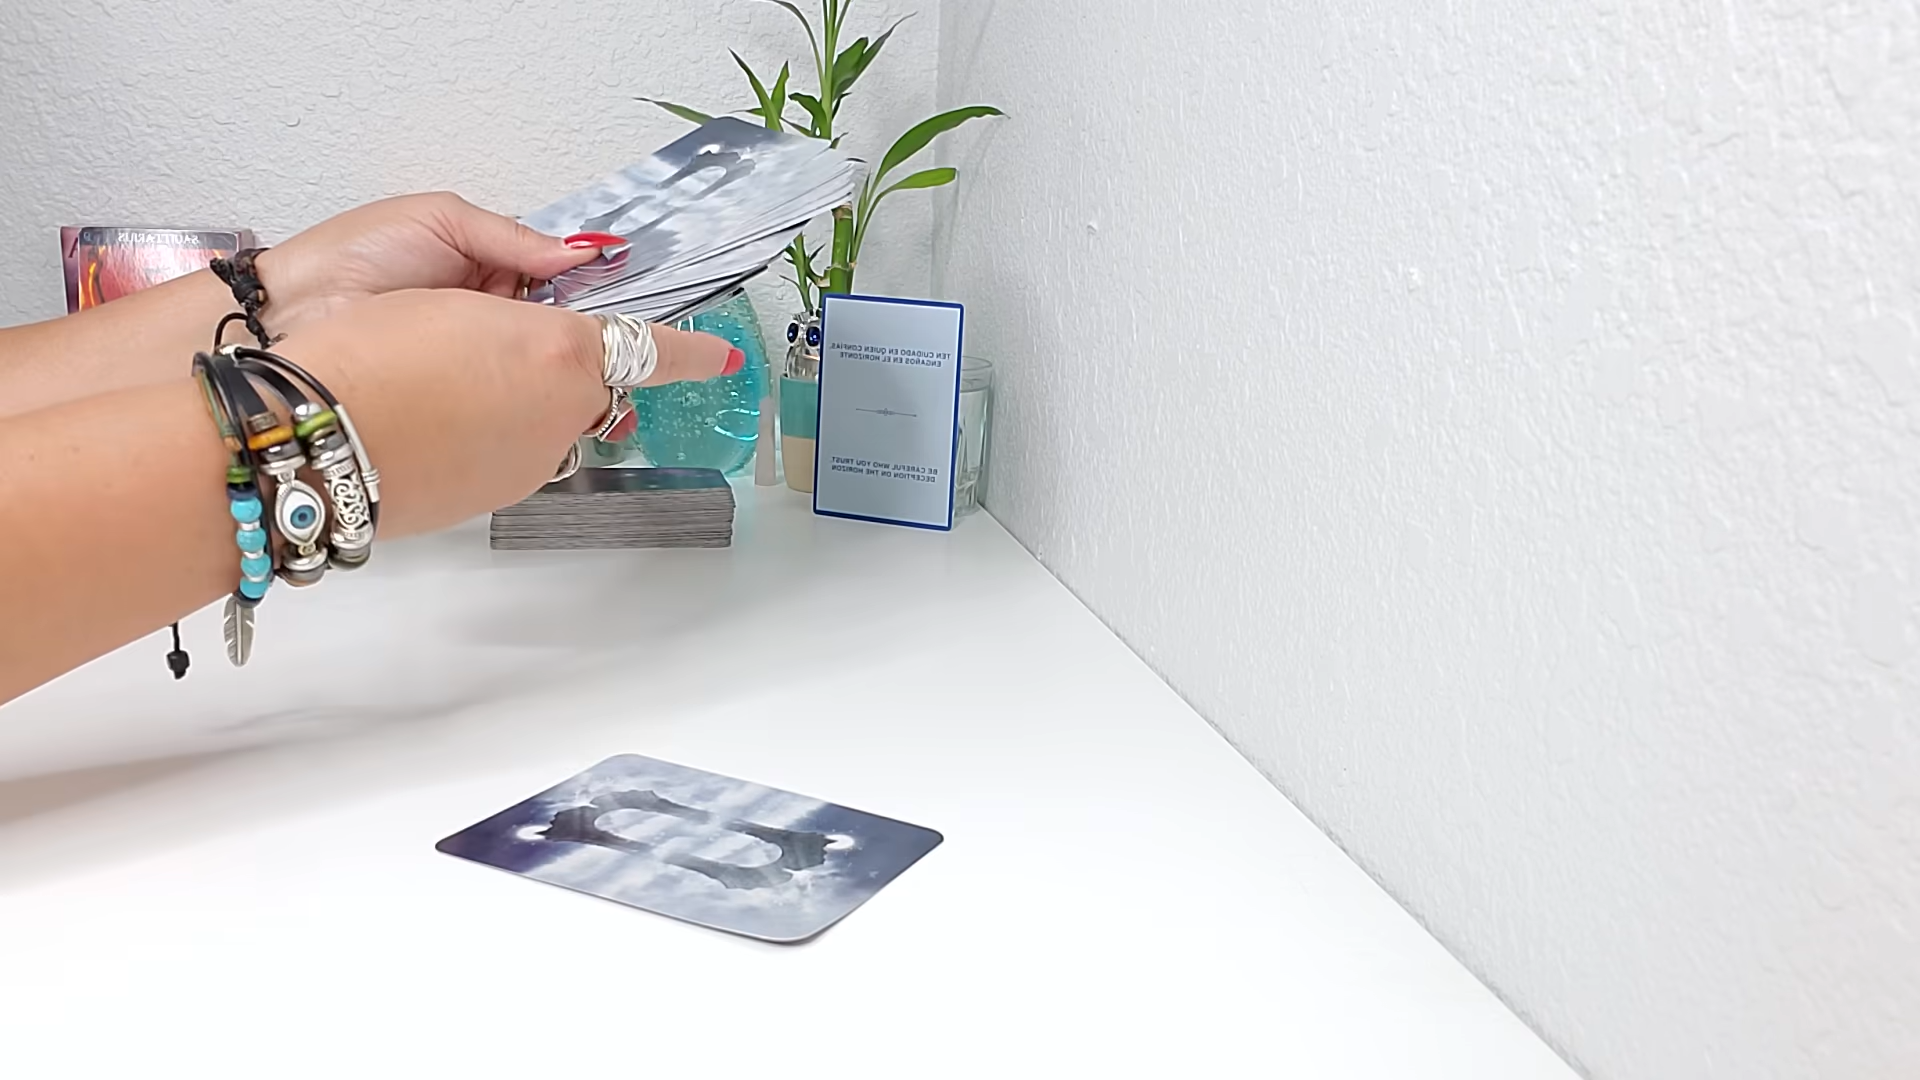 SAGITTARIUS
TEN CUIDADO EN QUIEN CONFÍAS,
ENGAÑOS EN EL HORIZONTE
BE CAREFUL WHO YOU TRUST
DECEPTION ON THE HORIZON